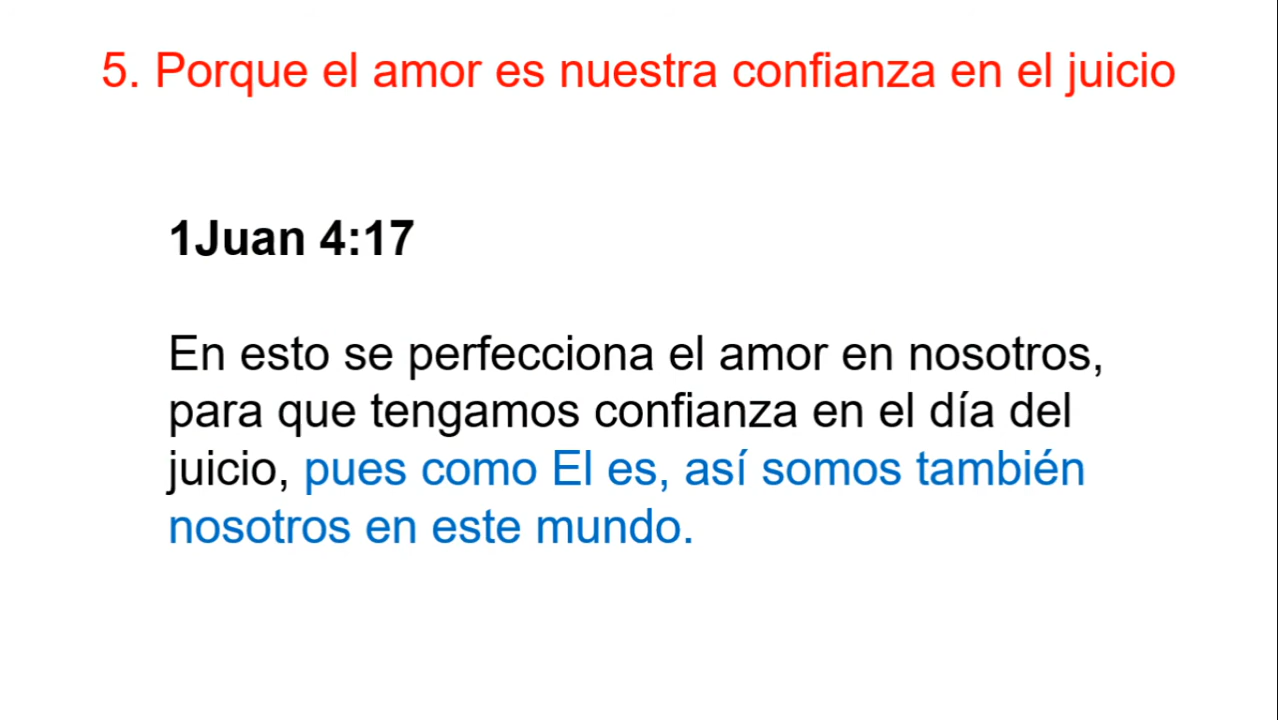 5. Porque el amor es nuestra confianza en el juicio
1Juan 4:17
En esto se perfecciona el amor en nosotros,
para que tengamos confianza en el día del
juicio, pues como El es, así somos también
nosotros en este mundo.